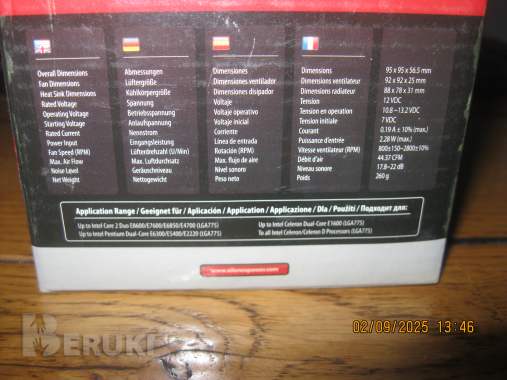 Overall Dimensions
Fan Dimensions
Heat Sink Dimensions
Rated Voltage
Operating Voltage
Starting Voltage
Rated Current
Power Input
Fan Speed (RPM)
Max. Air Flow
Noise Level
Net Weight
Abmessungen
Lüftergröße
Kühlkörpergröße
Spannung
Betriebsspannung
Anlaufspannung
Nennstrom
Eingangsleistung
Lüfterdrehzahl (U/Min)
Max. Luftdurchsatz
Geräuschniveau
Nettogewicht
Dimensiones
Dimensiones ventilador
Dimensiones disipador
Voltaje
Voltaje operativo
Voltaje inicial
Corriente
Línea de entrada
Rotación (RPM)
Max. flujo de aire
Nivel sonoro
Peso neto
Dimensions
Dimensions ventilateur
Dimensions radiateur
Tension
Tension en operation
Tension initiale
Courant
Puissance d'entrée
Vitesse ventilateur (RPM)
Débit d'air
Niveau sonore
Poids
95 x 95 x 56.5 mm
92 x 92 x 25 mm
88 x 78 x 31 mm
12 VDC
10.8 – 13.2 VDC
7 VDC
0.19 A ± 10% (max.)
2.28 W (max.)
800±150~2800±10%
44.37 CFM
17.8~22 dB
260 g
Application Range / Geeignet für / Aplicación / Application / Applicazione / Dla / Použití / Подходит для:
Up to Intel Core 2 Duo E8600/E7600/E6850/E4700 (LGA775)
Up to Intel Pentium Dual-Core E6300/E5400/E2220 (LGA775)
Up to Intel Celeron Dual-Core E1600 (LGA775)
To all Intel Celeron/Celeron D Processors (LGA775)
02/09/2025 13:46
BERUKI